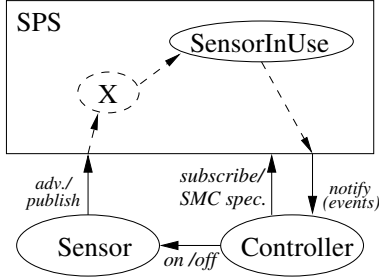 SPS
SensorInUse
X
adv./
publish
subscribe/
SMC spec.
notify
(events)
Sensor
on /off
Controller